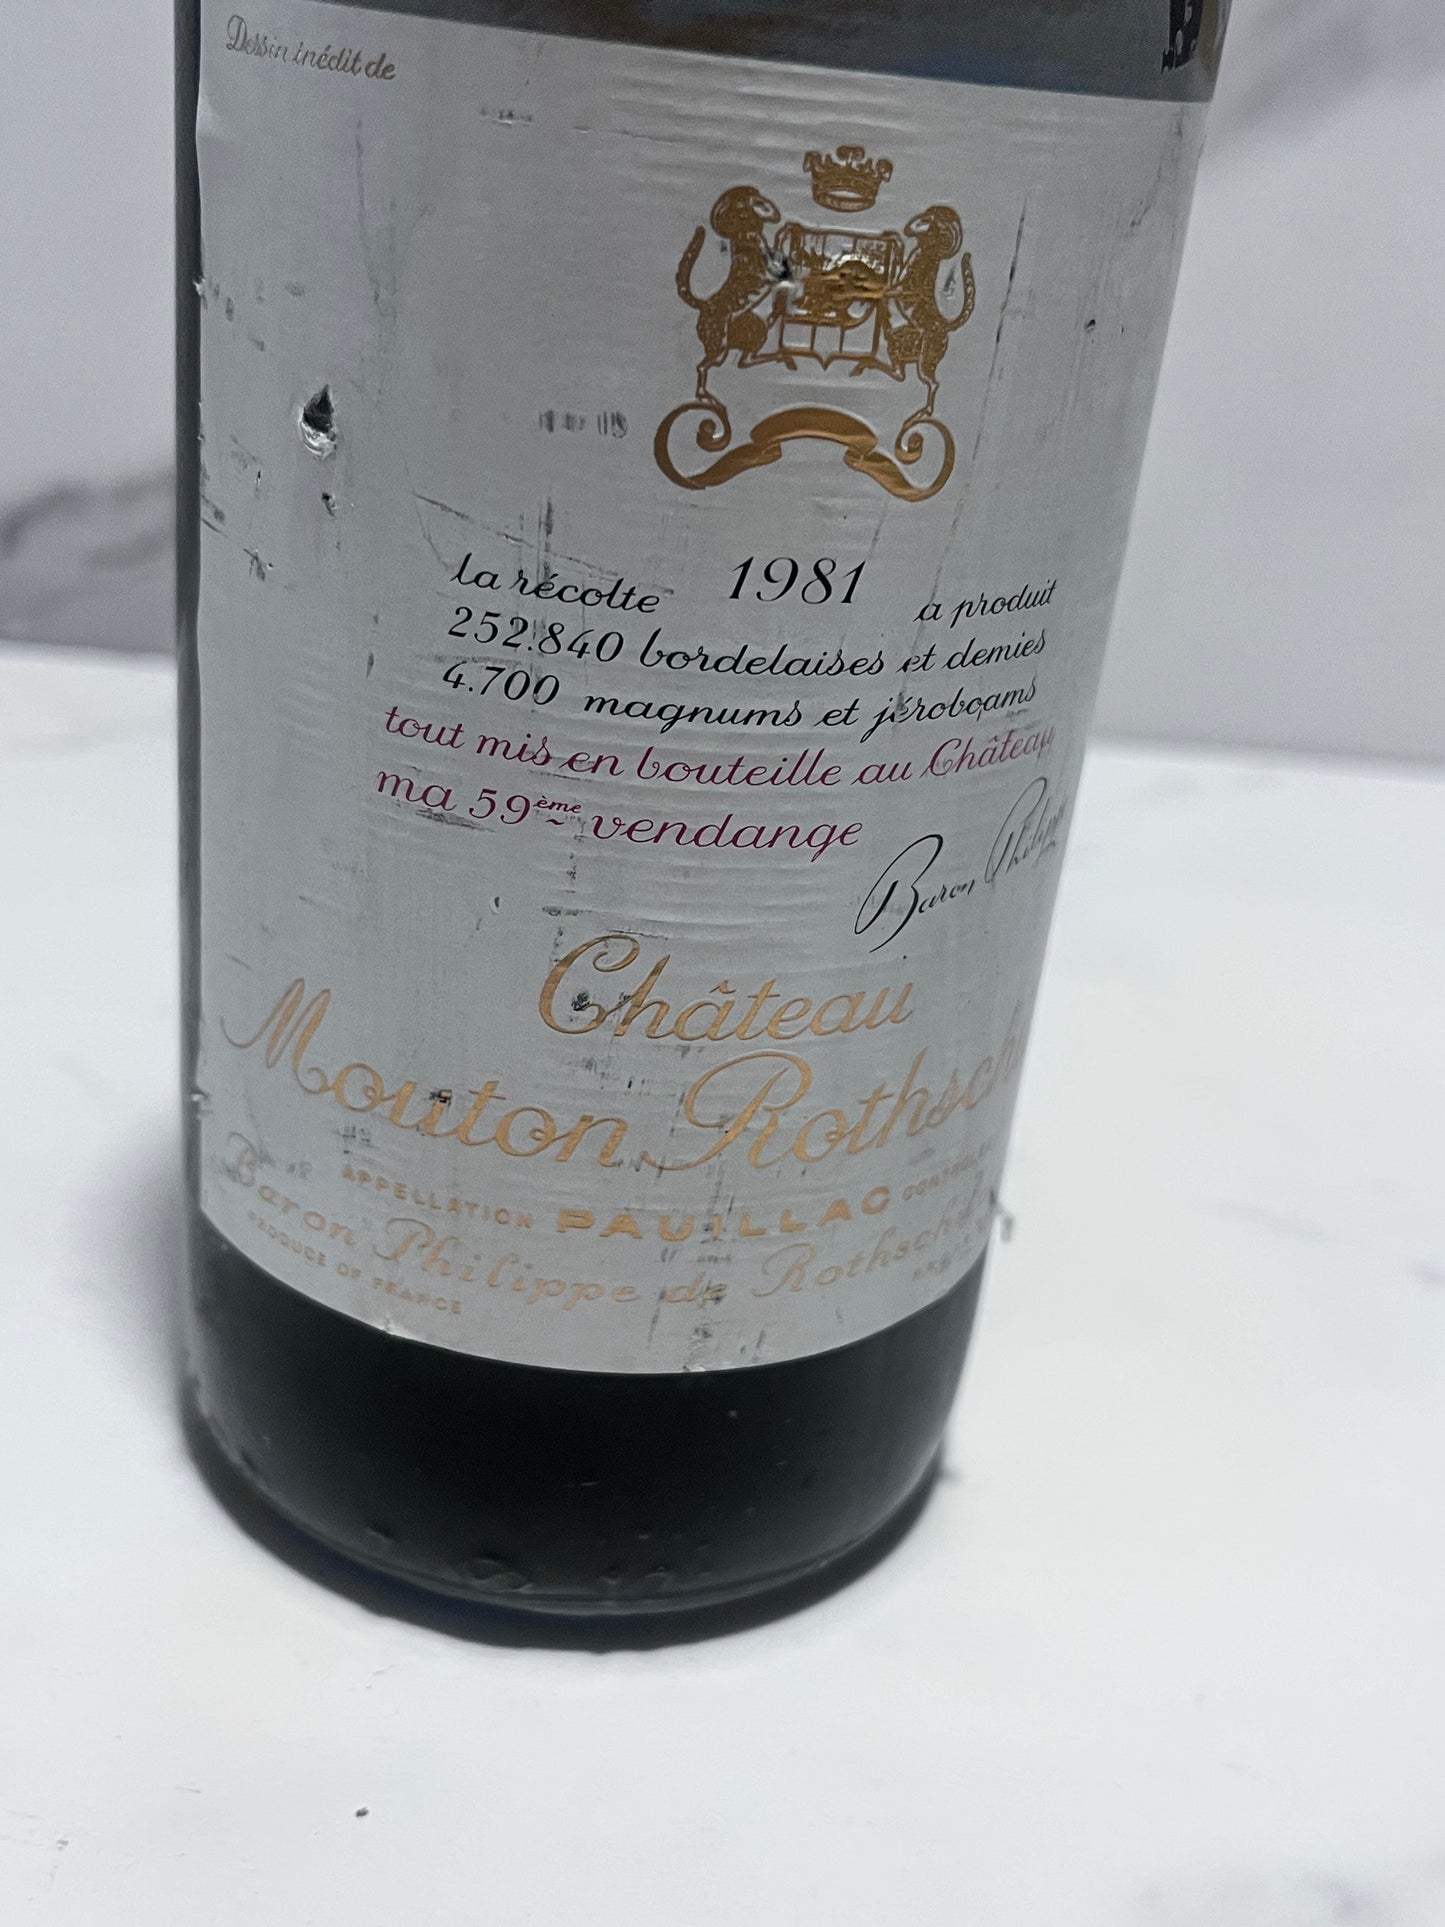 Dessin inédit de
la récolte 1981 a produit
252.840 bordelaises et demies
4.700 magnums et jéroboams
tout mis en bouteille au Château
ma 59ème vendange
Baron Philippe
Château
Mouton Rothsch
APPELLATION PAUILLAC CONTROLEE
Baron Philippe de Rothschild
PRODUCE OF FRANCE